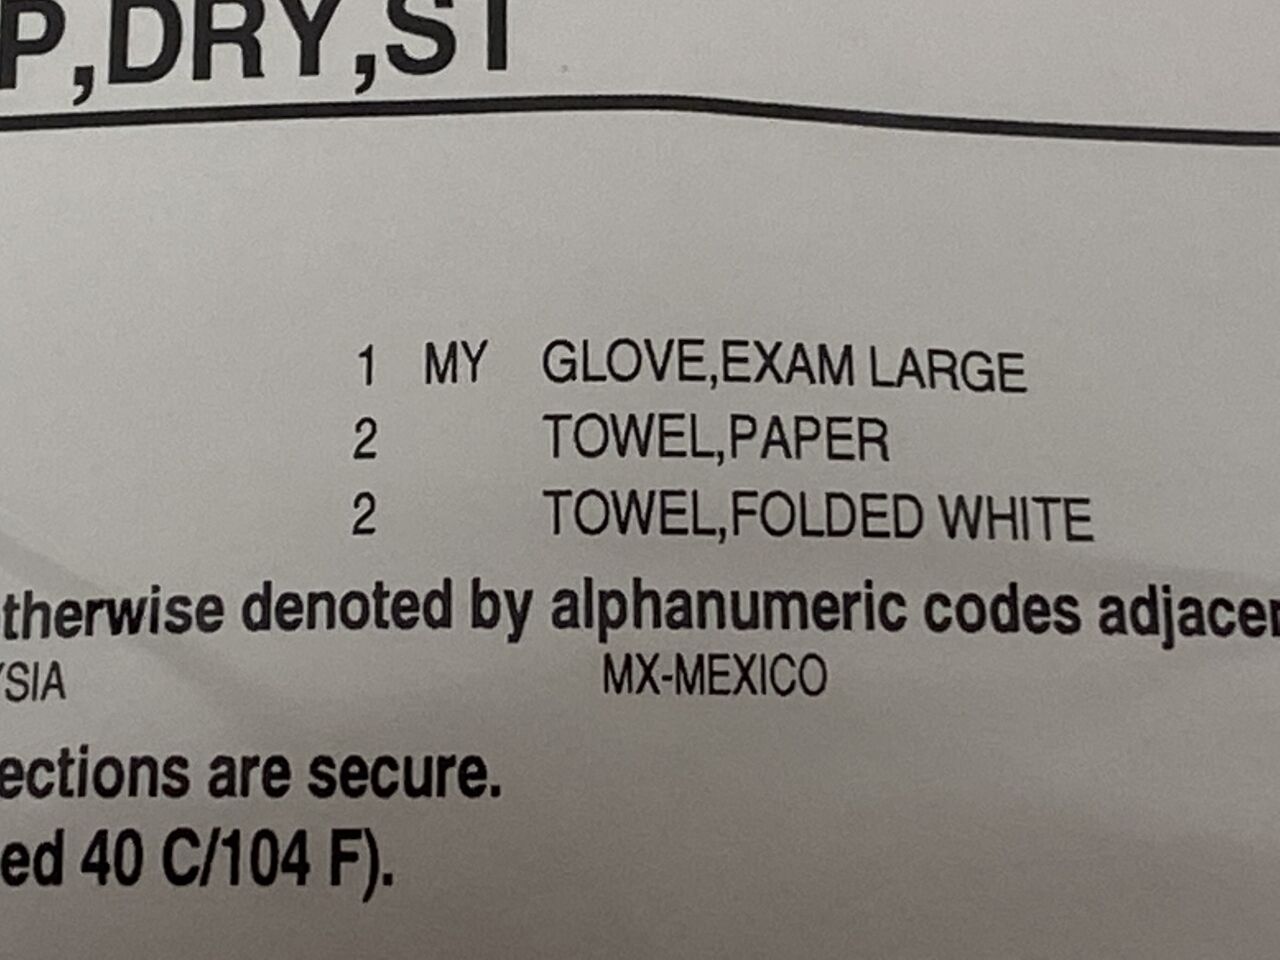 P,DRY,ST
1 MY GLOVE,EXAM LARGE
2 TOWEL,PAPER
2 TOWEL,FOLDED WHITE
therwise denoted by alphanumeric codes adjacen
YSIA MX-MEXICO
ections are secure.
ed 40 C/104 F).